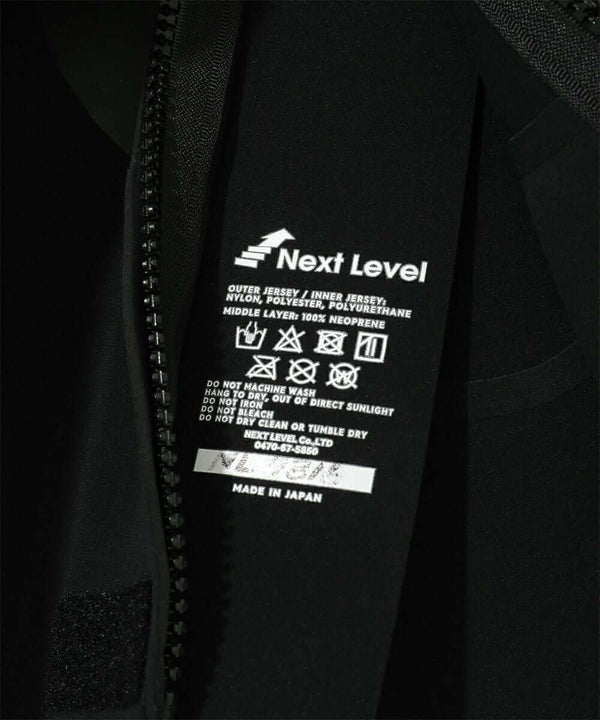 Next Level
OUTER JERSEY / INNER JERSEY:
NYLON, POLYESTER, POLYURETHANE
MIDDLE LAYER: 100% NEOPRENE
DO NOT MACHINE WASH
HANG TO DRY, OUT OF DIRECT SUNLIGHT
DO NOT IRON
DO NOT BLEACH
DO NOT DRY CLEAN OR TUMBLE DRY
NEXT LEVEL Co.,LTD
0470-67-5850
MADE IN JAPAN